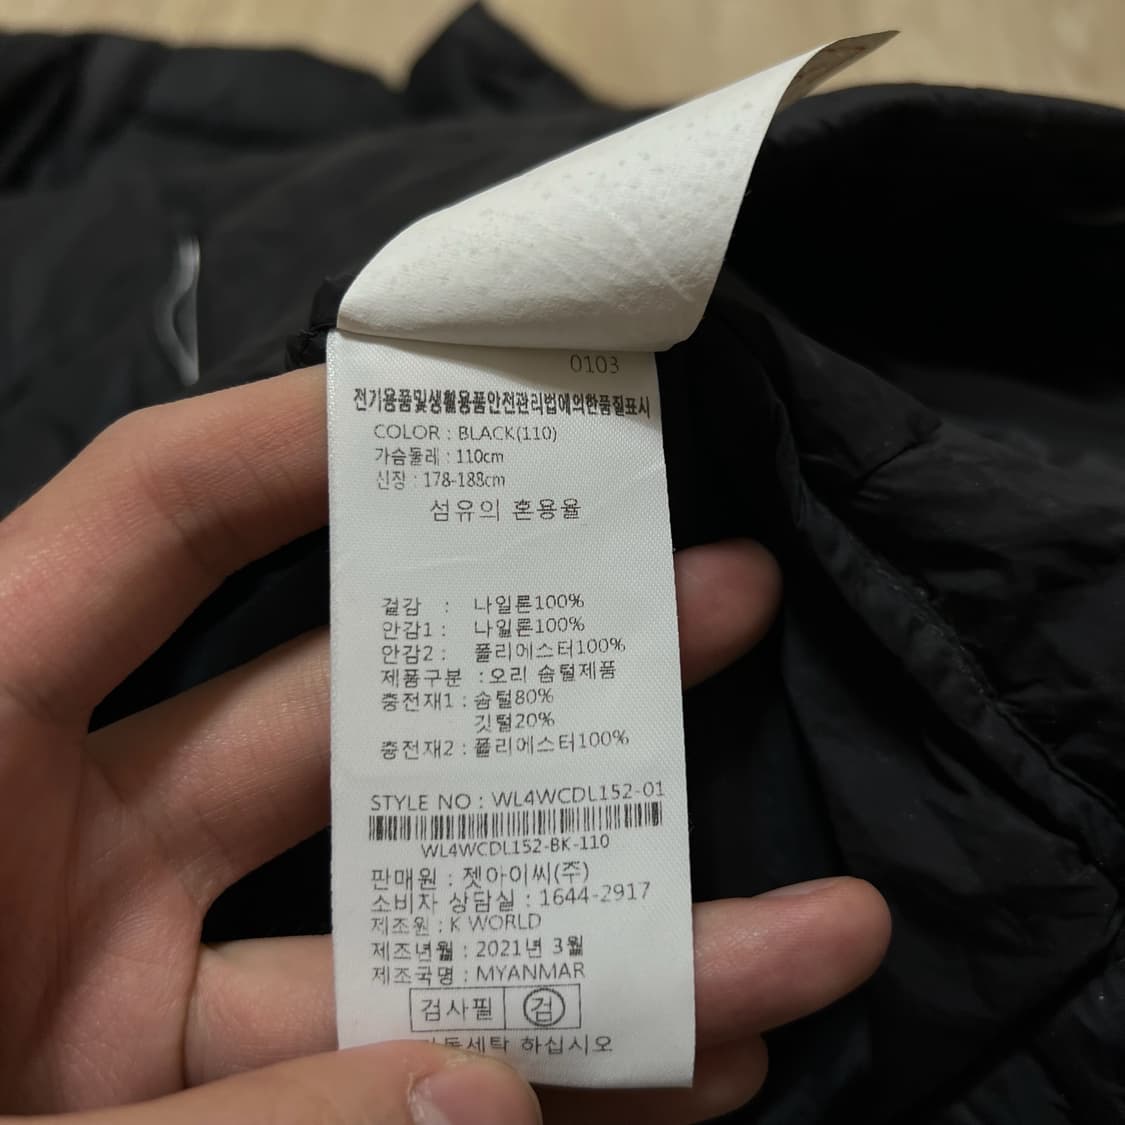 0103
전기용품및생활용품안전관리법에의한품질표시
COLOR : BLACK(110)
가슴둘레 : 110cm
신장 : 178-188cm
섬유의 혼용율
겉감 : 나일론100%
안감1 : 나일론100%
안감2 : 폴리에스터100%
제품구분 : 오리 솜털제품
충전재1 : 솜털80%
깃털20%
충전재2 : 폴리에스터100%
STYLE NO : WL4WCDL152-01
WL4WCDL152-BK-110
판매원 : 젯아이씨(주)
소비자 상담실 : 1644-2917
제조원 : K WORLD
제조년월 : 2021년 3월
제조국명 : MYANMAR
검사필 검
하십시오